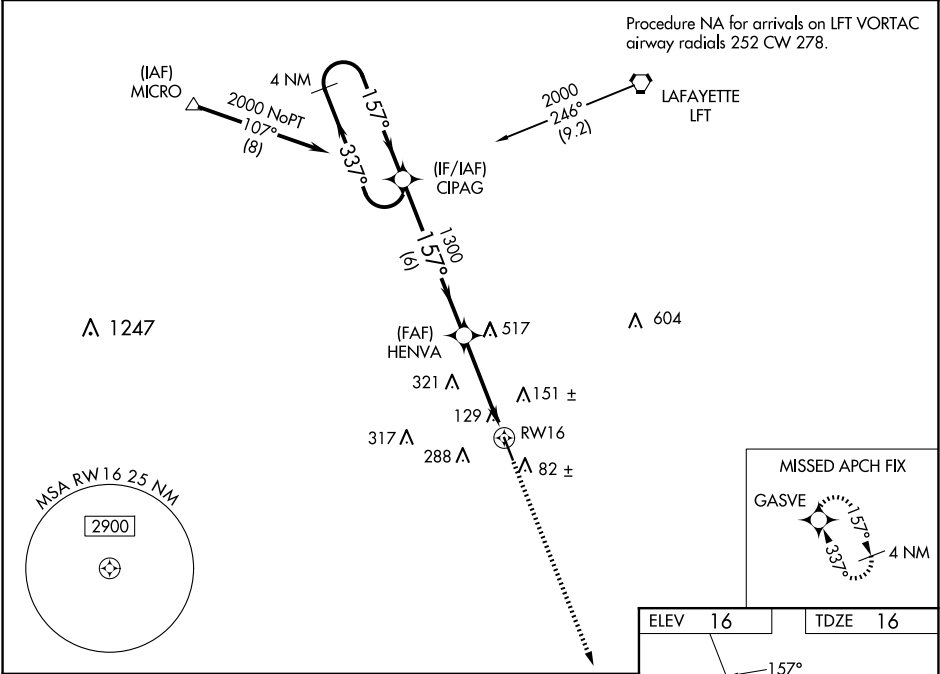 Procedure NA for arrivals on LFT VORTAC
airway radials 252 CW 278.
(IAF)
MICRO
2000 NoPT
107°
(8)
4 NM
157°
337°
2000
246°
(9.2)
LAFAYETTE
LFT
(IF/IAF)
CIPAG
1300
157°
(6)
1247
(FAF)
HENVA
517
604
321
151 ±
129
RW16
317
288
82 ±
MSA RW16 25 NM
2900
MISSED APCH FIX
GASVE
157°
337°
4 NM
ELEV 16
TDZE 16
157°